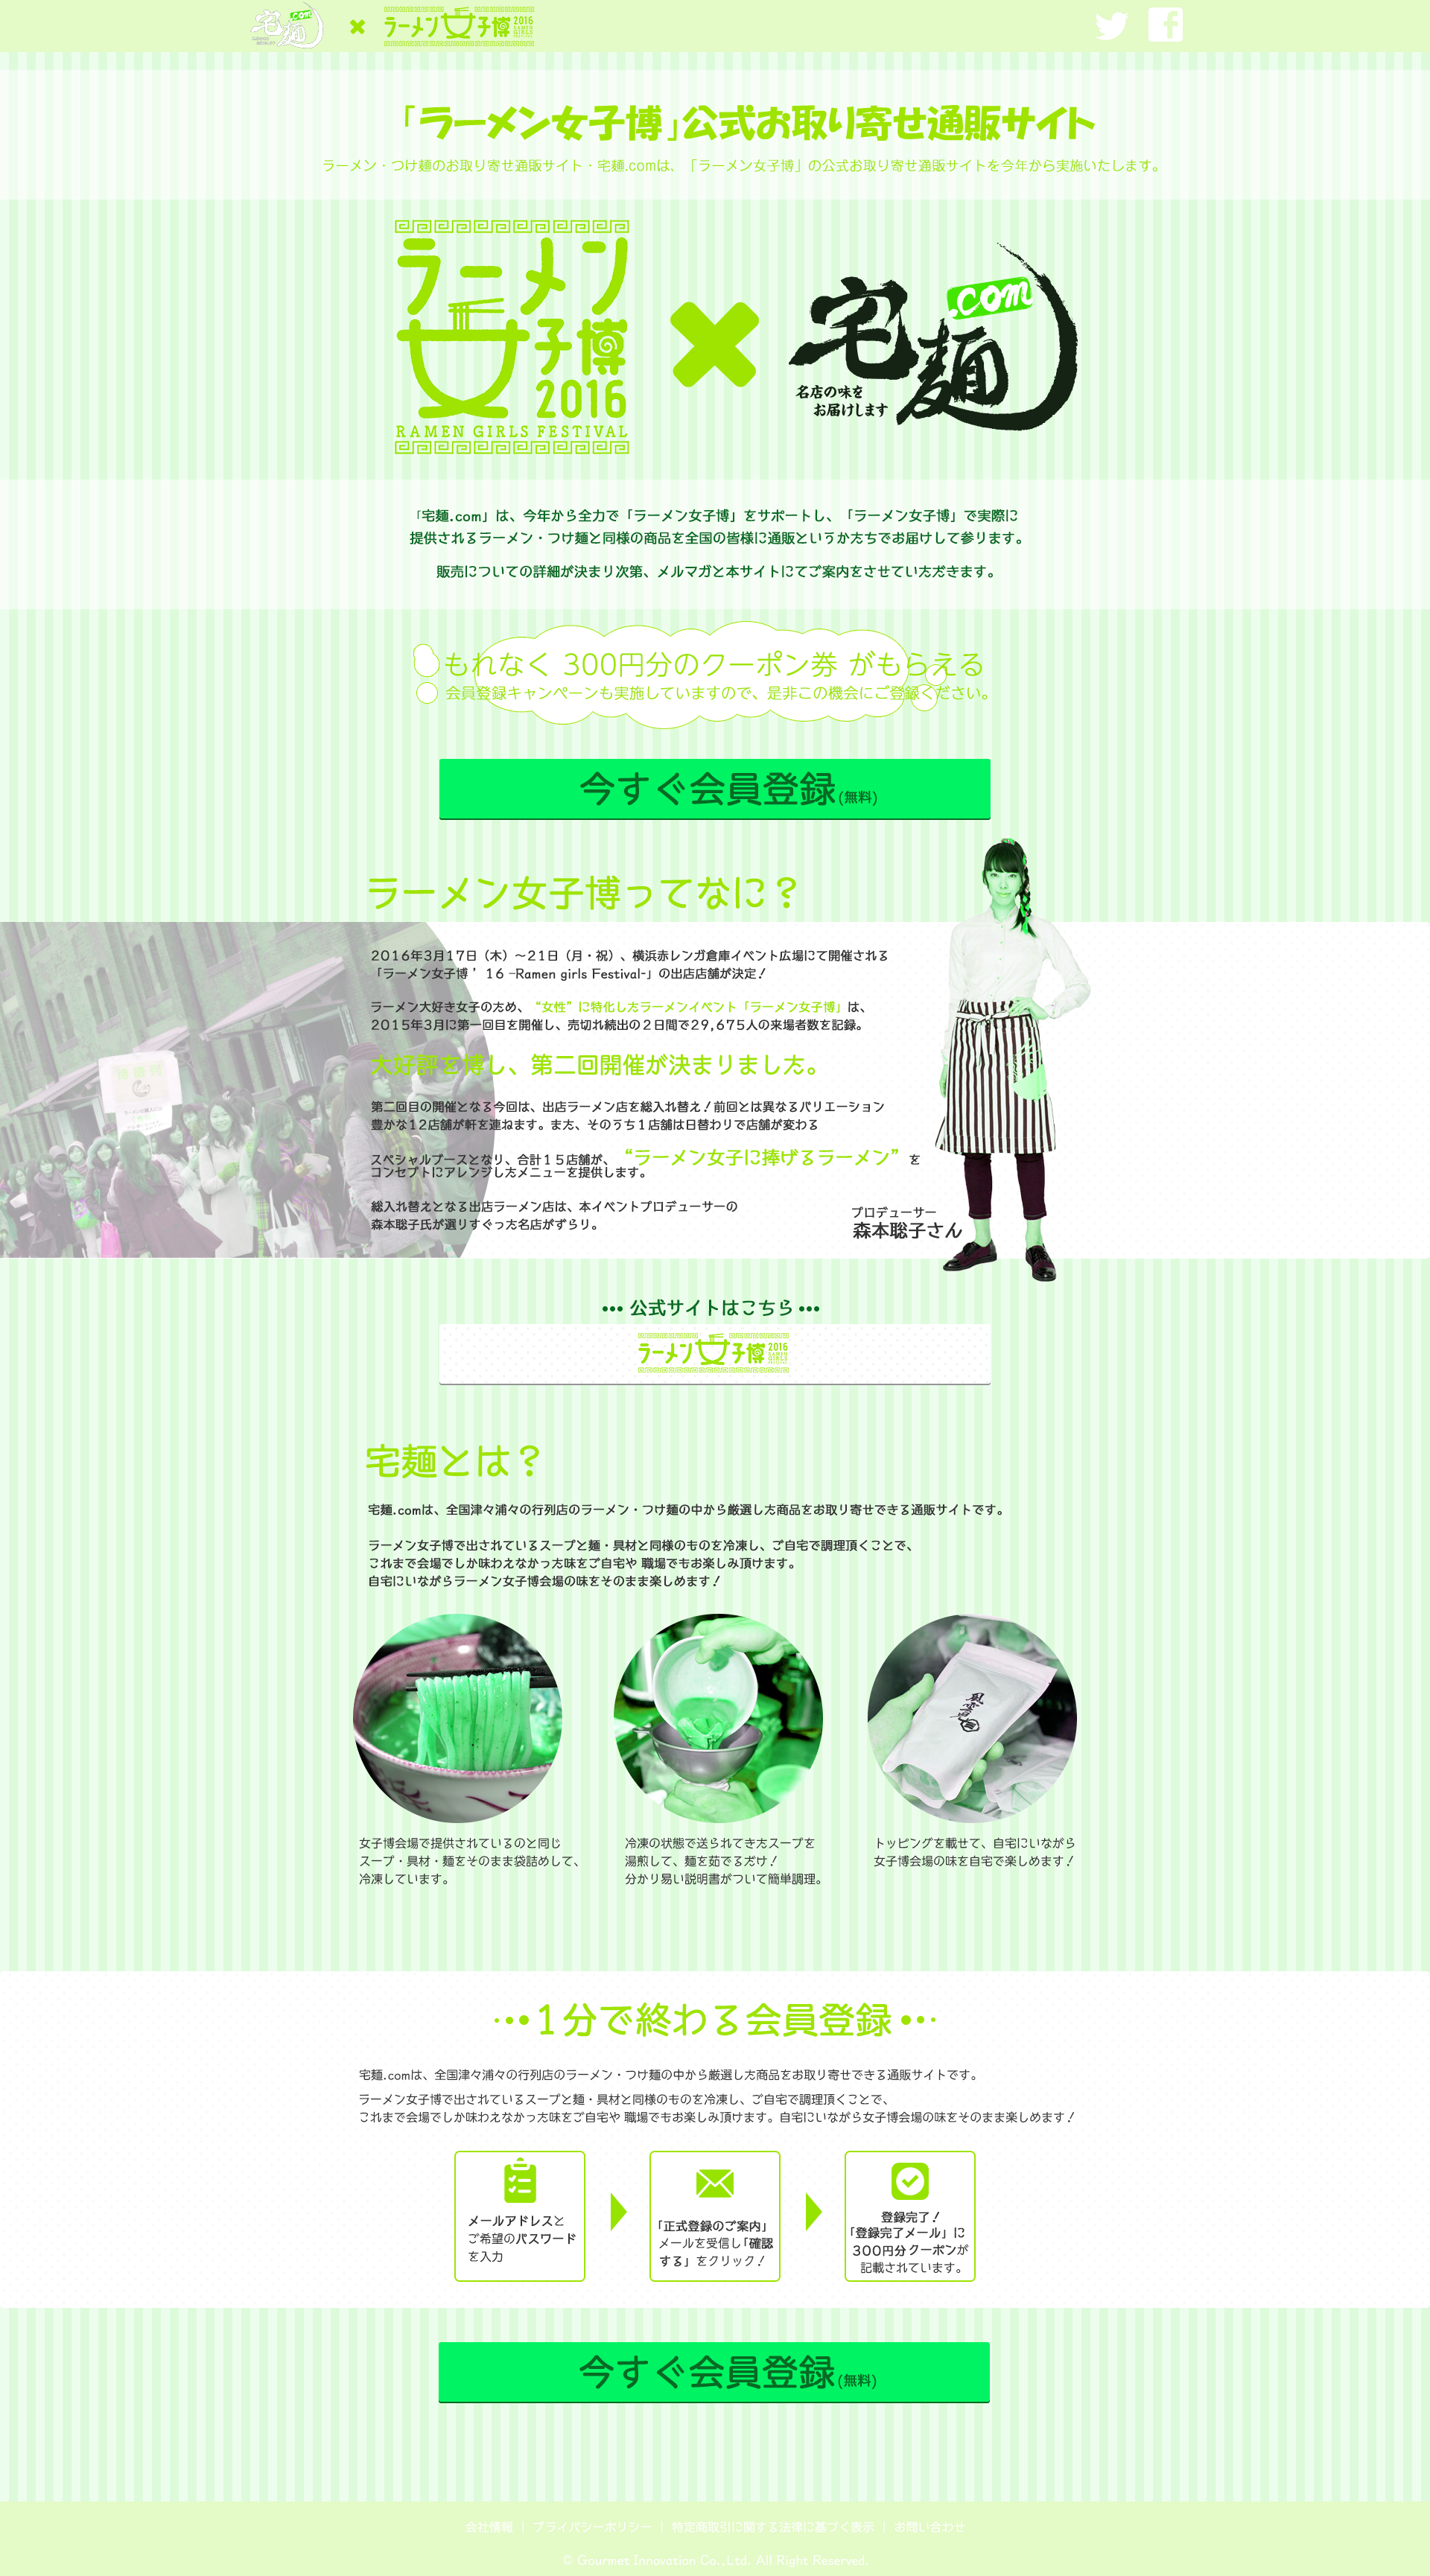 宅麺 .com
ラーメン女子博 2016 RAMEN GIRLS FESTIVAL
「ラーメン女子博」公式お取り寄せ通販サイト
ラーメン・つけ麺のお取り寄せ通販サイト・宅麺.comは、「ラーメン女子博」の公式お取り寄せ通販サイトを今年から実施いたします。
ラーメン
女子博
2016
RAMEN GIRLS FESTIVAL
宅麺 .com
名店の味を
お届けします
「宅麺.com」は、今年から全力で「ラーメン女子博」をサポートし、「ラーメン女子博」で実際に
提供されるラーメン・つけ麺と同様の商品を全国の皆様に通販というかたちでお届けして参ります。
販売についての詳細が決まり次第、メルマガと本サイトにてご案内をさせていただきます。
もれなく 300円分のクーポン券 がもらえる
会員登録キャンペーンも実施していますので、是非この機会にご登録ください。
今すぐ会員登録(無料)
ラーメン女子博ってなに？
2016年3月17日（木）〜21日（月・祝）、横浜赤レンガ倉庫イベント広場にて開催される
「ラーメン女子博 ’16 –Ramen girls Festival-」の出店店舗が決定！
ラーメン大好き女子のため、“女性”に特化したラーメンイベント「ラーメン女子博」は、
2015年3月に第一回目を開催し、売切れ続出の２日間で29,675人の来場者数を記録。
大好評を博し、第二回開催が決まりました。
第二回目の開催となる今回は、出店ラーメン店を総入れ替え！前回とは異なるバリエーション
豊かな12店舗が軒を連ねます。また、そのうち１店舗は日替わりで店舗が変わる
スペシャルブースとなり、合計１５店舗が、“ラーメン女子に捧げるラーメン”を
コンセプトにアレンジしたメニューを提供します。
総入れ替えとなる出店ラーメン店は、本イベントプロデューサーの
森本聡子氏が選りすぐった名店がずらり。
プロデューサー
森本聡子さん
••• 公式サイトはこちら •••
ラーメン女子博 2016 RAMEN GIRLS FESTIVAL
宅麺とは？
宅麺.comは、全国津々浦々の行列店のラーメン・つけ麺の中から厳選した商品をお取り寄せできる通販サイトです。
ラーメン女子博で出されているスープと麺・具材と同様のものを冷凍し、ご自宅で調理頂くことで、
これまで会場でしか味わえなかった味をご自宅や 職場でもお楽しみ頂けます。
自宅にいながらラーメン女子博会場の味をそのまま楽しめます！
女子博会場で提供されているのと同じ
スープ・具材・麺をそのまま袋詰めして、
冷凍しています。
冷凍の状態で送られてきたスープを
湯煎して、麺を茹でるだけ！
分かり易い説明書がついて簡単調理。
トッピングを載せて、自宅にいながら
女子博会場の味を自宅で楽しめます！
•••１分で終わる会員登録•••
宅麺.comは、全国津々浦々の行列店のラーメン・つけ麺の中から厳選した商品をお取り寄せできる通販サイトです。
ラーメン女子博で出されているスープと麺・具材と同様のものを冷凍し、ご自宅で調理頂くことで、
これまで会場でしか味わえなかった味をご自宅や 職場でもお楽しみ頂けます。自宅にいながら女子博会場の味をそのまま楽しめます！
メールアドレスと
ご希望のパスワード
を入力
「正式登録のご案内」
メールを受信し「確認
する」をクリック！
登録完了！
「登録完了メール」に
300円分クーポンが
記載されています。
今すぐ会員登録(無料)
会社情報 ｜ プライバシーポリシー ｜ 特定商取引に関する法律に基づく表示 ｜ お問い合わせ
© Gourmet Innovation Co.,Ltd. All Right Reserved.